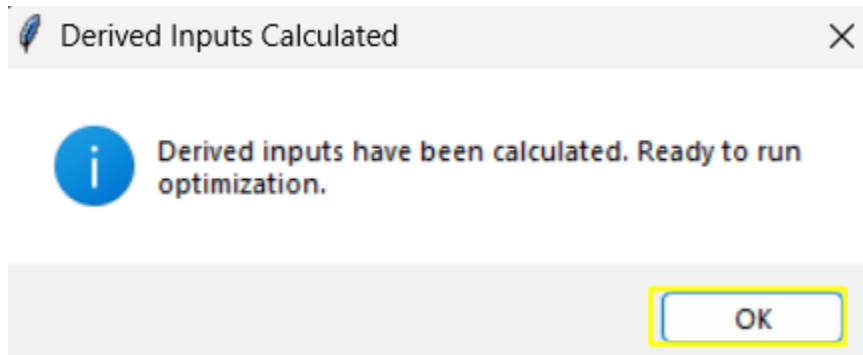 Derived Inputs Calculated
Derived inputs have been calculated. Ready to run
optimization.
OK